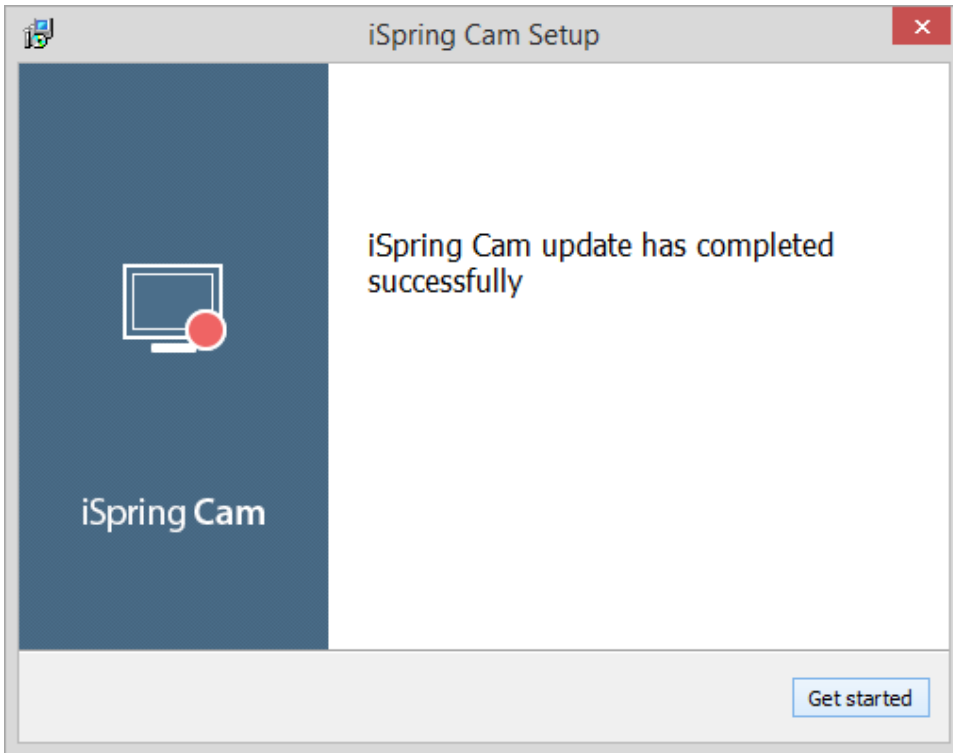 iSpring Cam Setup
iSpring Cam update has completed
successfully
iSpring Cam
Get started